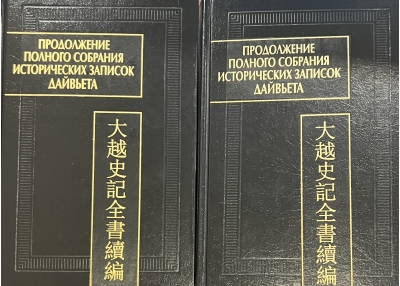 ПРОДОЛЖЕНИЕ
ПОЛНОГО СОБРАНИЯ
ИСТОРИЧЕСКИХ ЗАПИСОК
ДАЙВЬЕТА
大越史記全書續編
ПРОДОЛЖЕНИЕ
ПОЛНОГО СОБРАНИЯ
ИСТОРИЧЕСКИХ ЗАПИСОК
ДАЙВЬЕТА
大越史記全書續編